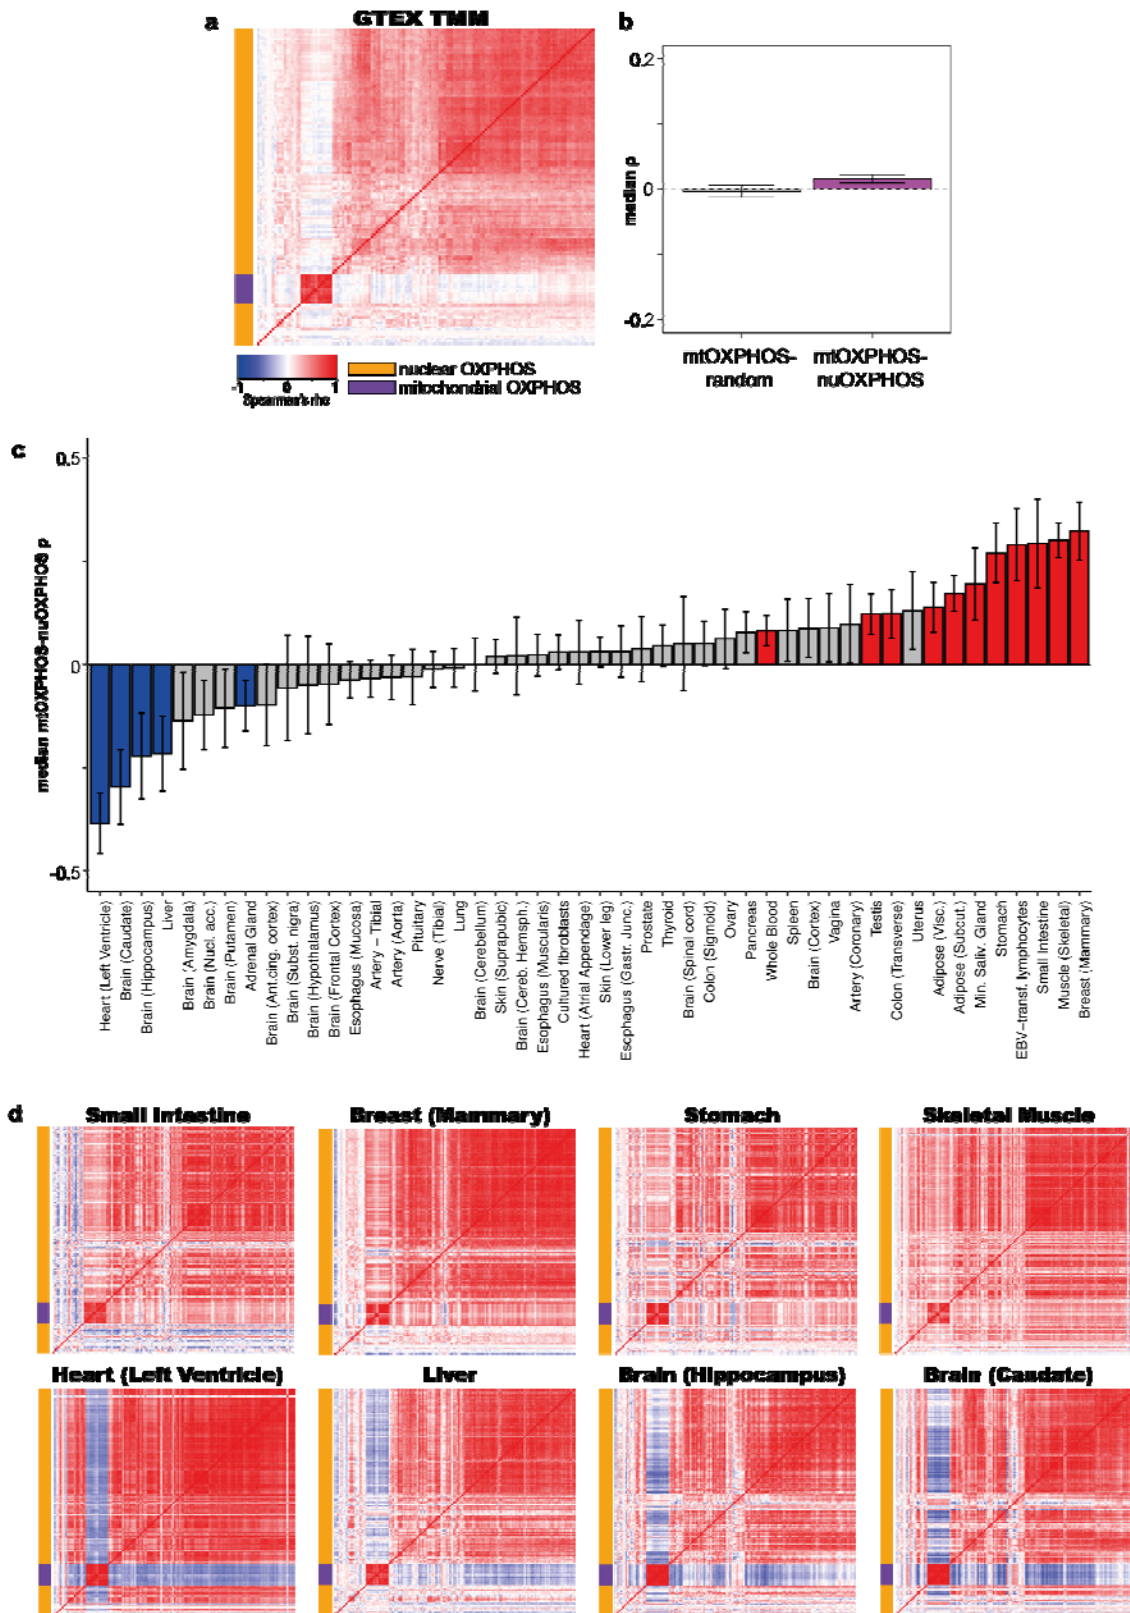 a
GTEX TMM
b
0.2
0
-0.2
median ρ
mtOXPHOS-
random
mtOXPHOS-
nuOXPHOS
-1 0 1
Spearman's rho
nuclear OXPHOS
mitochondrial OXPHOS
c
0.5
0
-0.5
median mtOXPHOS-nuOXPHOS ρ
Heart (Left Ventricle)
Brain (Caudate)
Brain (Hippocampus)
Liver
Brain (Amygdala)
Brain (Nucl. acc.)
Brain (Putamen)
Adrenal Gland
Brain (Ant.cing. cortex)
Brain (Subst. nigra)
Brain (Hypothalamus)
Brain (Frontal Cortex)
Esophagus (Mucosa)
Artery – Tibial
Artery (Aorta)
Pituitary
Nerve (Tibial)
Lung
Brain (Cerebellum)
Skin (Suprapubic)
Brain (Cereb. Hemsph.)
Esophagus (Muscularis)
Cultured fibroblasts
Heart (Atrial Appendage)
Skin (Lower leg)
Esophagus (Gastr. Junc.)
Prostate
Thyroid
Brain (Spinal cord)
Colon (Sigmoid)
Ovary
Pancreas
Whole Blood
Spleen
Brain (Cortex)
Vagina
Artery (Coronary)
Testis
Colon (Transverse)
Uterus
Adipose (Visc.)
Adipose (Subcut.)
Min. Saliv. Gland
Stomach
EBV–transf. lymphocytes
Small Intestine
Muscle (Skeletal)
Breast (Mammary)
d
Small Intestine
Breast (Mammary)
Stomach
Skeletal Muscle
Heart (Left Ventricle)
Liver
Brain (Hippocampus)
Brain (Caudate)